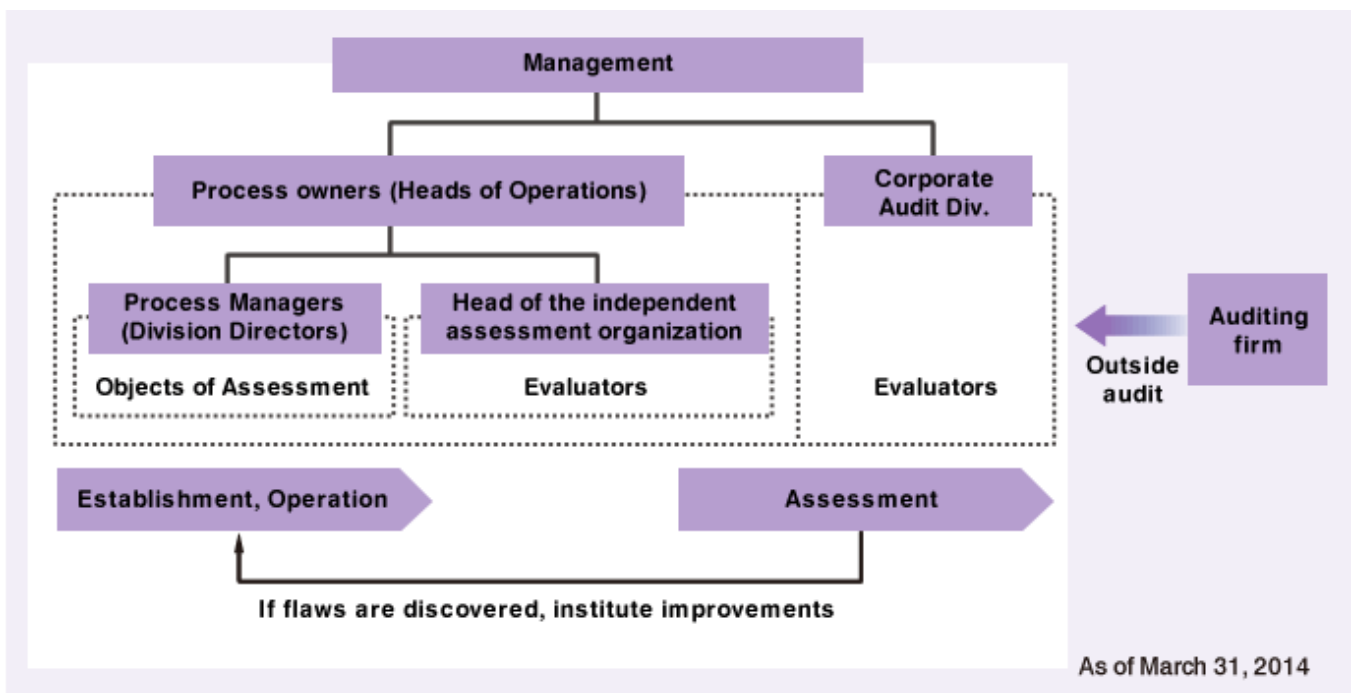 Management
Process owners (Heads of Operations)
Corporate
Audit Div.
Process Managers
(Division Directors)
Head of the independent
assessment organization
Objects of Assessment
Evaluators
Evaluators
Auditing
firm
Outside
audit
Establishment, Operation
Assessment
If flaws are discovered, institute improvements
As of March 31, 2014